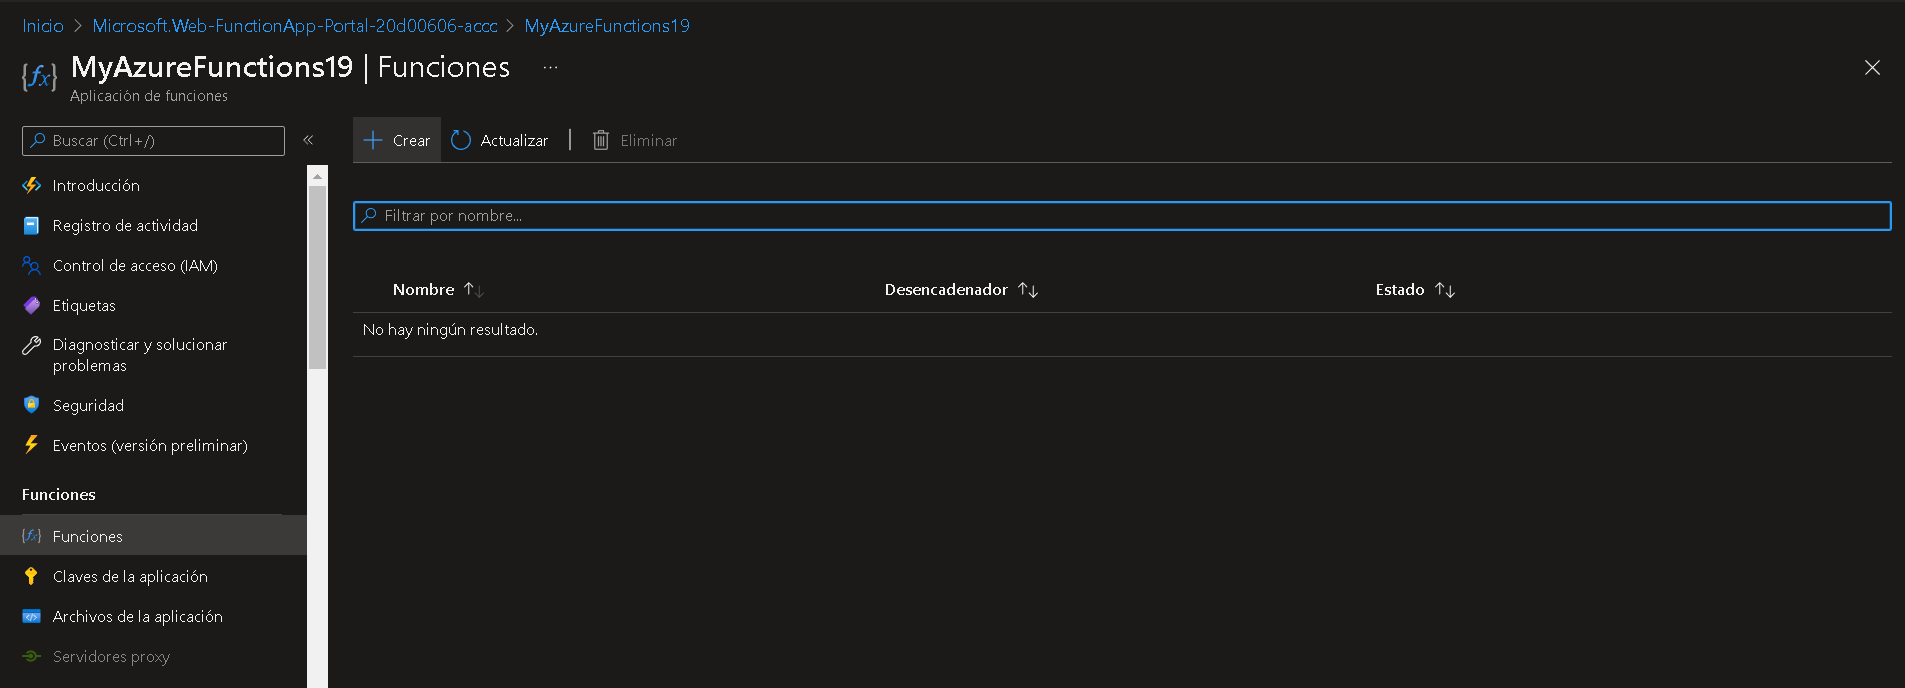 Inicio > Microsoft.Web-FunctionApp-Portal-20d00606-accc > MyAzureFunctions19
MyAzureFunctions19 | Funciones ...
Aplicación de funciones
Buscar (Ctrl+/)
«
Introducción
Registro de actividad
Control de acceso (IAM)
Etiquetas
Diagnosticar y solucionar
problemas
Seguridad
Eventos (versión preliminar)
Funciones
Funciones
Claves de la aplicación
Archivos de la aplicación
Servidores proxy
Crear Actualizar | Eliminar
Filtrar por nombre...
Nombre ↑↓ Desencadenador ↑↓ Estado ↑↓
No hay ningún resultado.